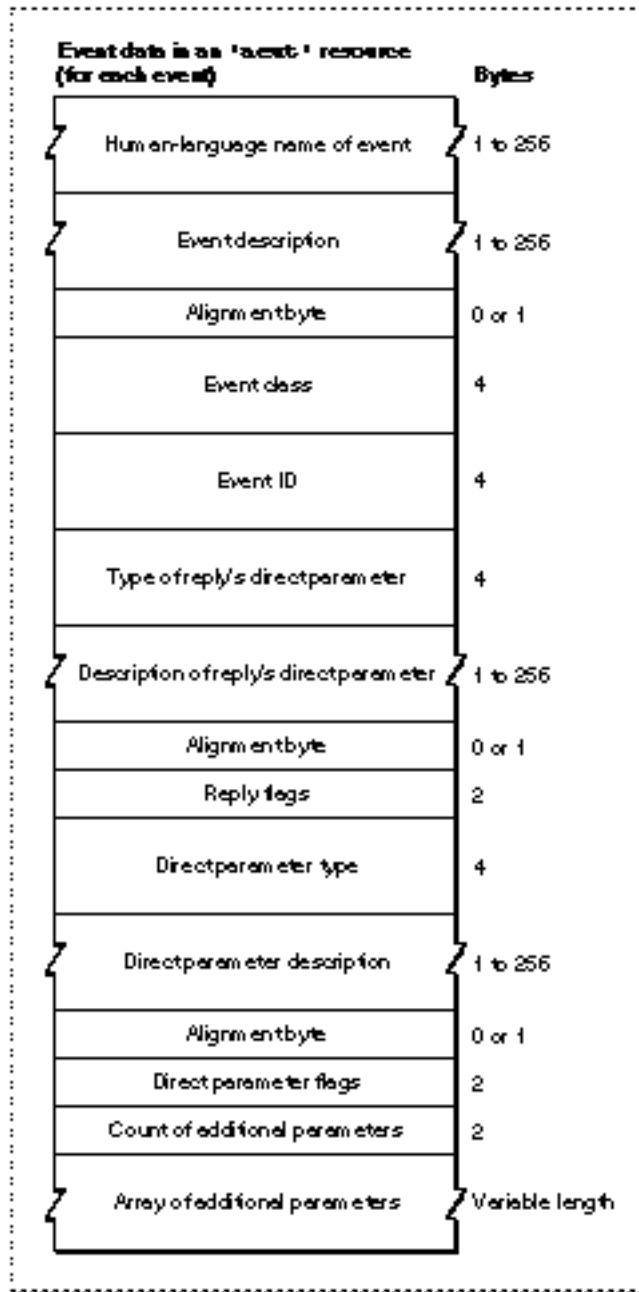 Event data in an 'aeut' resource
(for each event)
Bytes
Human-language name of event 1 to 256
Event description 1 to 256
Alignment byte 0 or 1
Event class 4
Event ID 4
Type of reply's direct parameter 4
Description of reply's direct parameter 1 to 256
Alignment byte 0 or 1
Reply flags 2
Direct parameter type 4
Direct parameter description 1 to 256
Alignment byte 0 or 1
Direct parameter flags 2
Count of additional parameters 2
Array of additional parameters Variable length